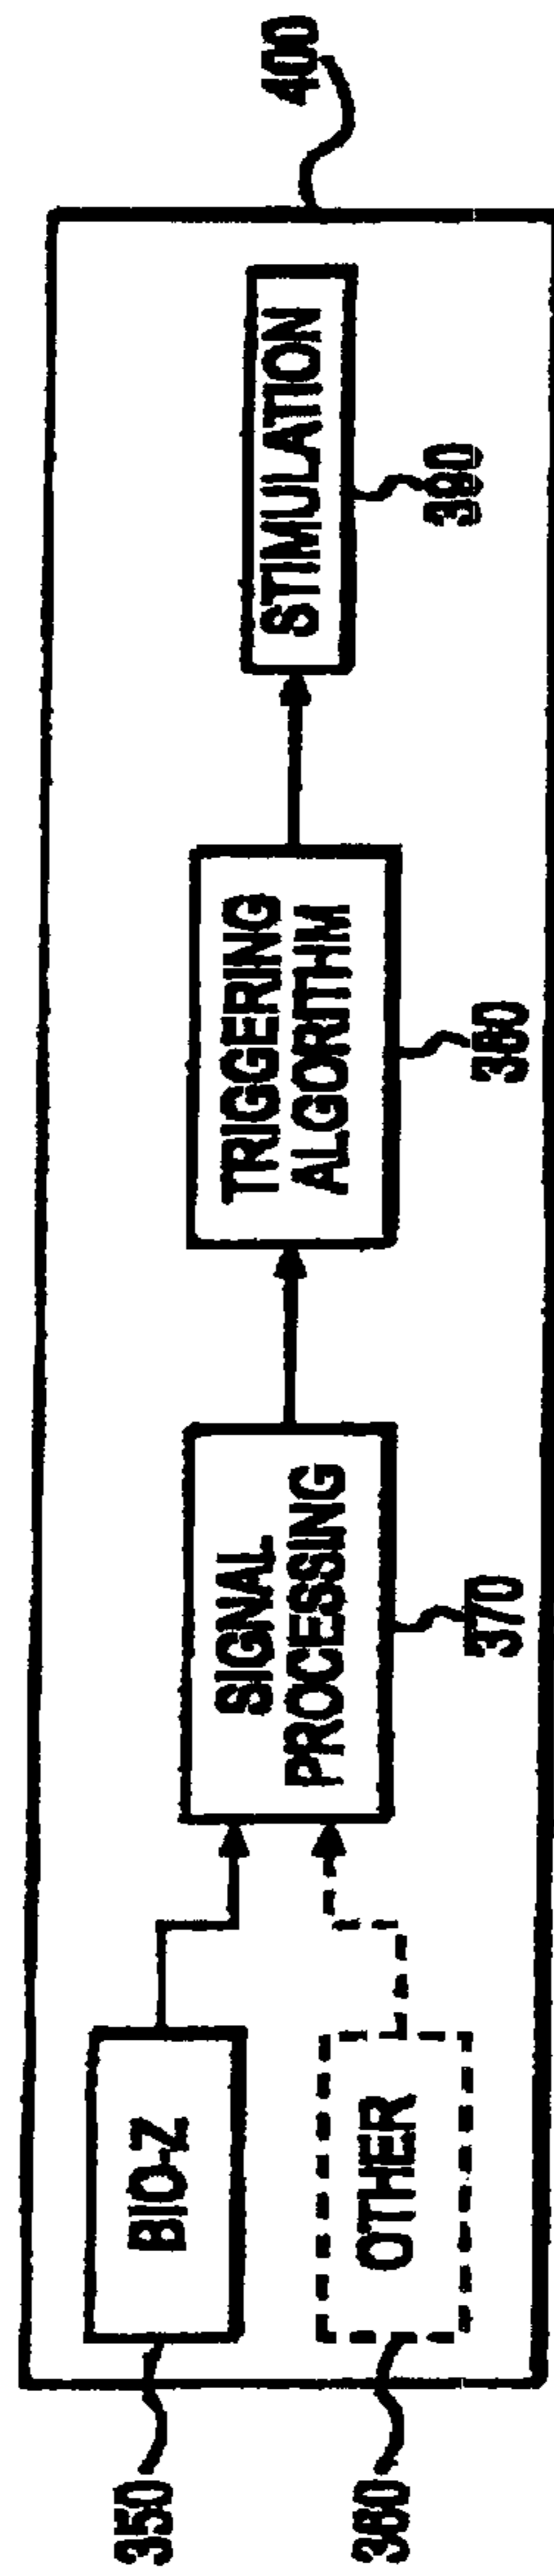 400
BIO-Z
SIGNAL
PROCESSING
TRIGGERING
ALGORITHM
STIMULATION
OTHER
350
360
370
380
390